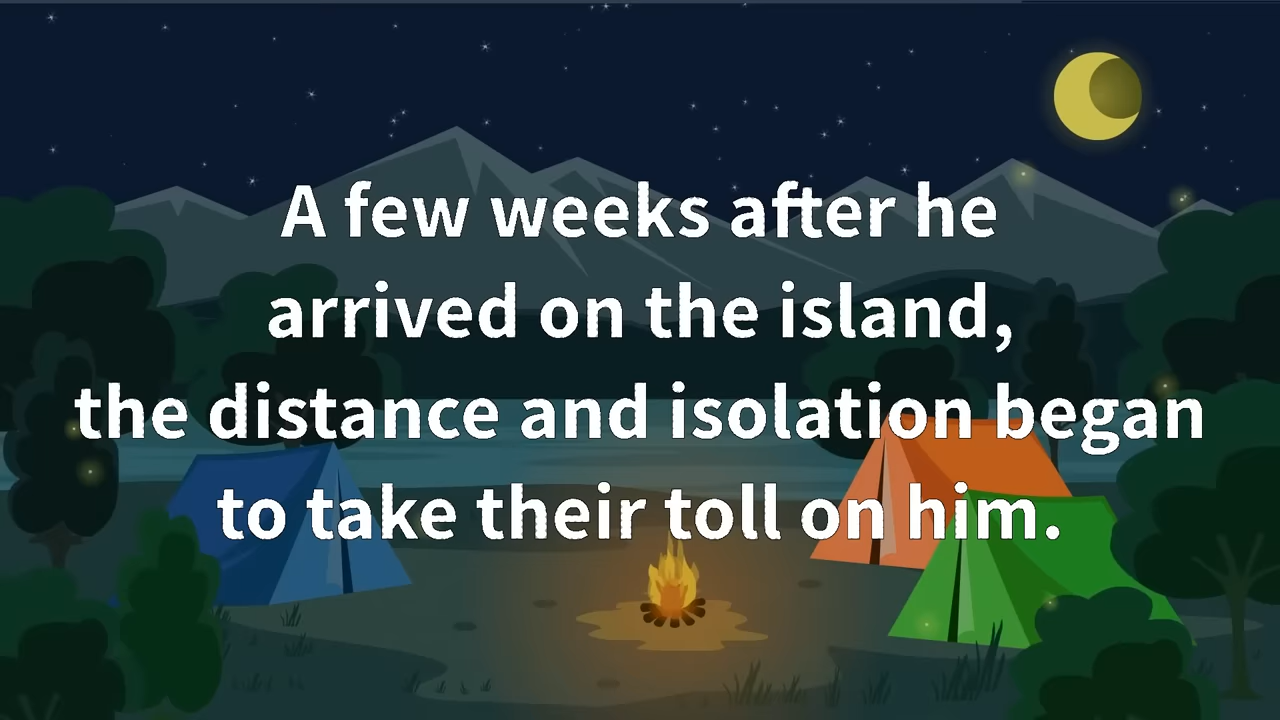 A few weeks after he
arrived on the island,
the distance and isolation began
to take their toll on him.